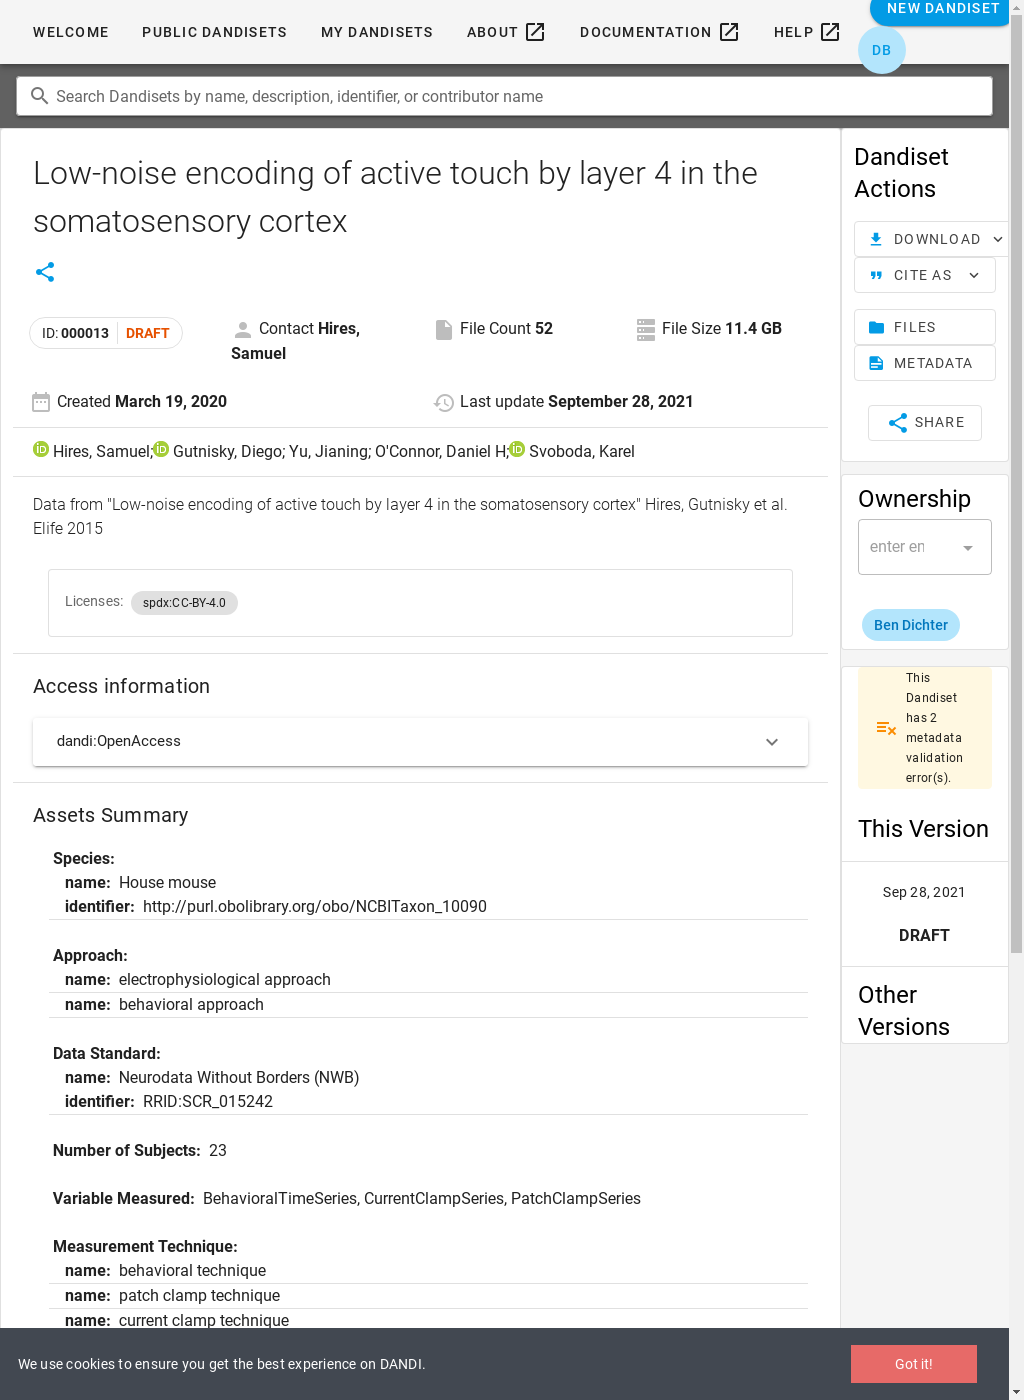 WELCOME PUBLIC DANDISETS MY DANDISETS ABOUT DOCUMENTATION HELP NEW DANDISET
DB
Search Dandisets by name, description, identifier, or contributor name
Low-noise encoding of active touch by layer 4 in the
somatosensory cortex
ID: 000013 DRAFT
Contact Hires,
Samuel
File Count 52
File Size 11.4 GB
Created March 19, 2020
Last update September 28, 2021
iD Hires, Samuel; iD Gutnisky, Diego; Yu, Jianing; O'Connor, Daniel H; iD Svoboda, Karel
Data from "Low-noise encoding of active touch by layer 4 in the somatosensory cortex" Hires, Gutnisky et al.
Elife 2015
Licenses: spdx:CC-BY-4.0
Access information
dandi:OpenAccess
Assets Summary
Species:
name: House mouse
identifier: http://purl.obolibrary.org/obo/NCBITaxon_10090
Approach:
name: electrophysiological approach
name: behavioral approach
Data Standard:
name: Neurodata Without Borders (NWB)
identifier: RRID:SCR_015242
Number of Subjects: 23
Variable Measured: BehavioralTimeSeries, CurrentClampSeries, PatchClampSeries
Measurement Technique:
name: behavioral technique
name: patch clamp technique
name: current clamp technique
Dandiset
Actions
DOWNLOAD
CITE AS
FILES
METADATA
SHARE
Ownership
enter en
Ben Dichter
This
Dandiset
has 2
metadata
validation
error(s).
This Version
Sep 28, 2021
DRAFT
Other
Versions
We use cookies to ensure you get the best experience on DANDI.
Got it!